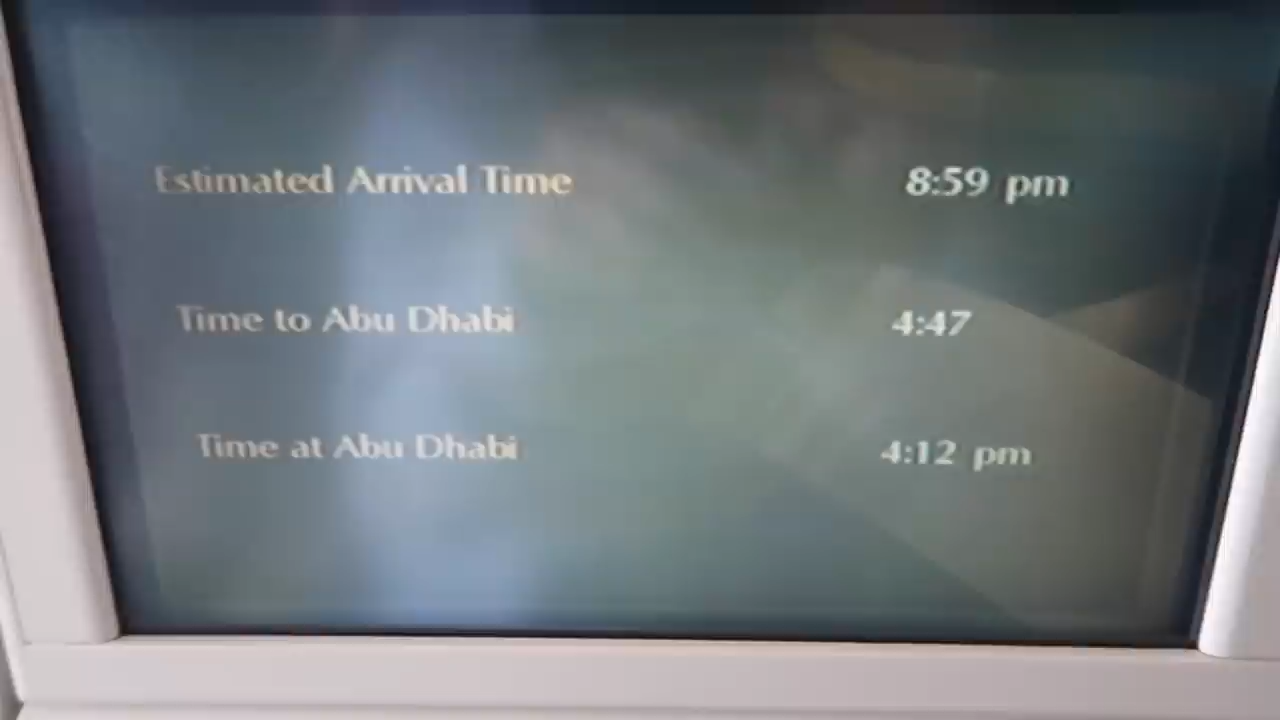 Estimated Arrival Time 8:59 pm
Time to Abu Dhabi 4:47
Time at Abu Dhabi 4:12 pm